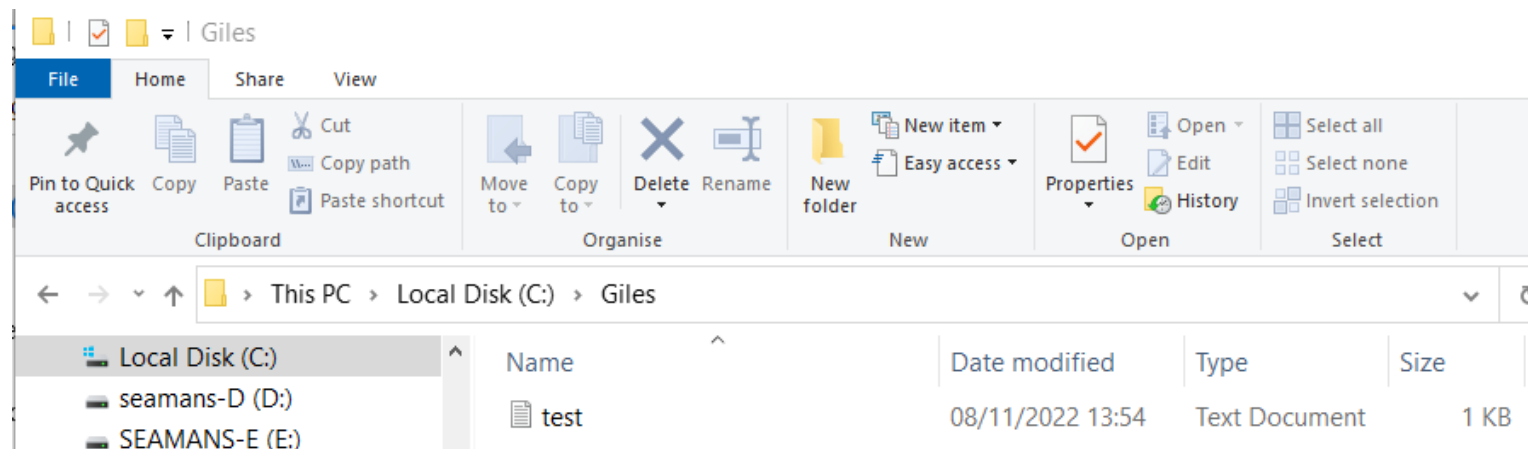 Giles
File Home Share View
Pin to Quick access
Copy
Paste
Cut
Copy path
Paste shortcut
Clipboard
Move to
Copy to
Delete
Rename
Organise
New folder
New item
Easy access
New
Properties
Open
Edit
History
Open
Select all
Select none
Invert selection
Select
This PC > Local Disk (C:) > Giles
Local Disk (C:)
seamans-D (D:)
SEAMANS-E (E:)
Name Date modified Type Size
test 08/11/2022 13:54 Text Document 1 KB